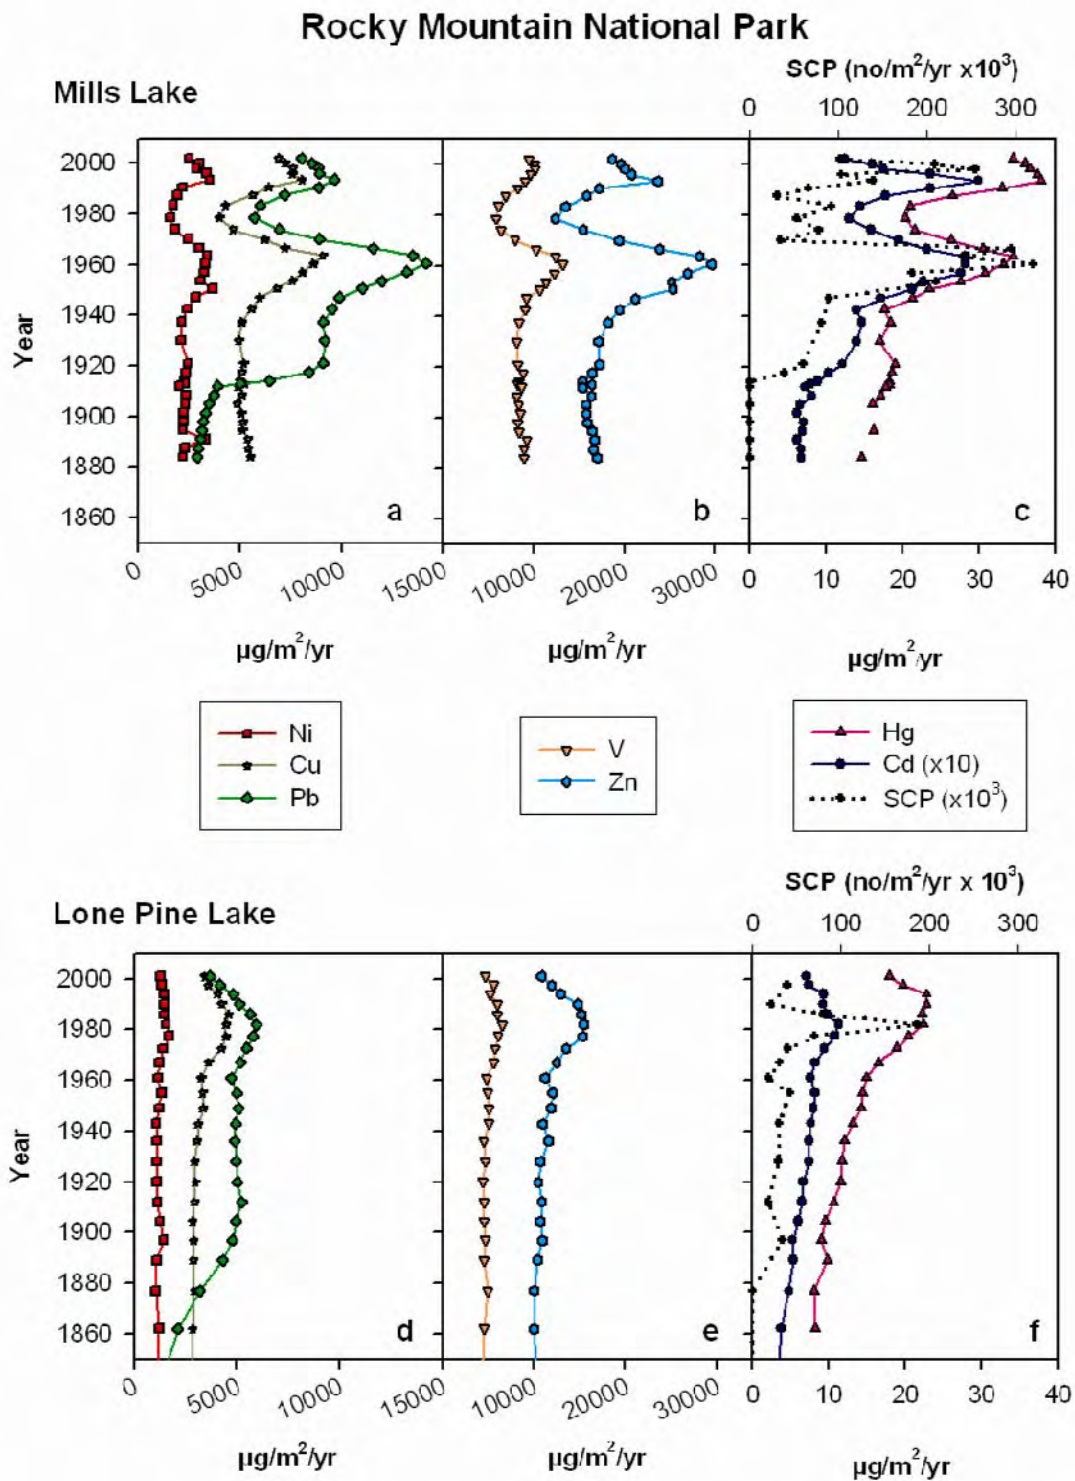 Rocky Mountain National Park
SCP (no/m²/yr x10³)
Mills Lake
0 100 200 300
2000
1980
1960
1940
1920
1900
1880
1860
Year
a
b
c
0 5000 10000 15000
10000 20000 30000
0 10 20 30 40
µg/m²/yr
µg/m²/yr
µg/m²/yr
Ni
Cu
Pb
V
Zn
Hg
Cd (x10)
SCP (x10³)
SCP (no/m²/yr x 10³)
Lone Pine Lake
0 100 200 300
2000
1980
1960
1940
1920
1900
1880
1860
Year
d
e
f
0 5000 10000 15000
10000 20000 30000
0 10 20 30 40
µg/m²/yr
µg/m²/yr
µg/m²/yr